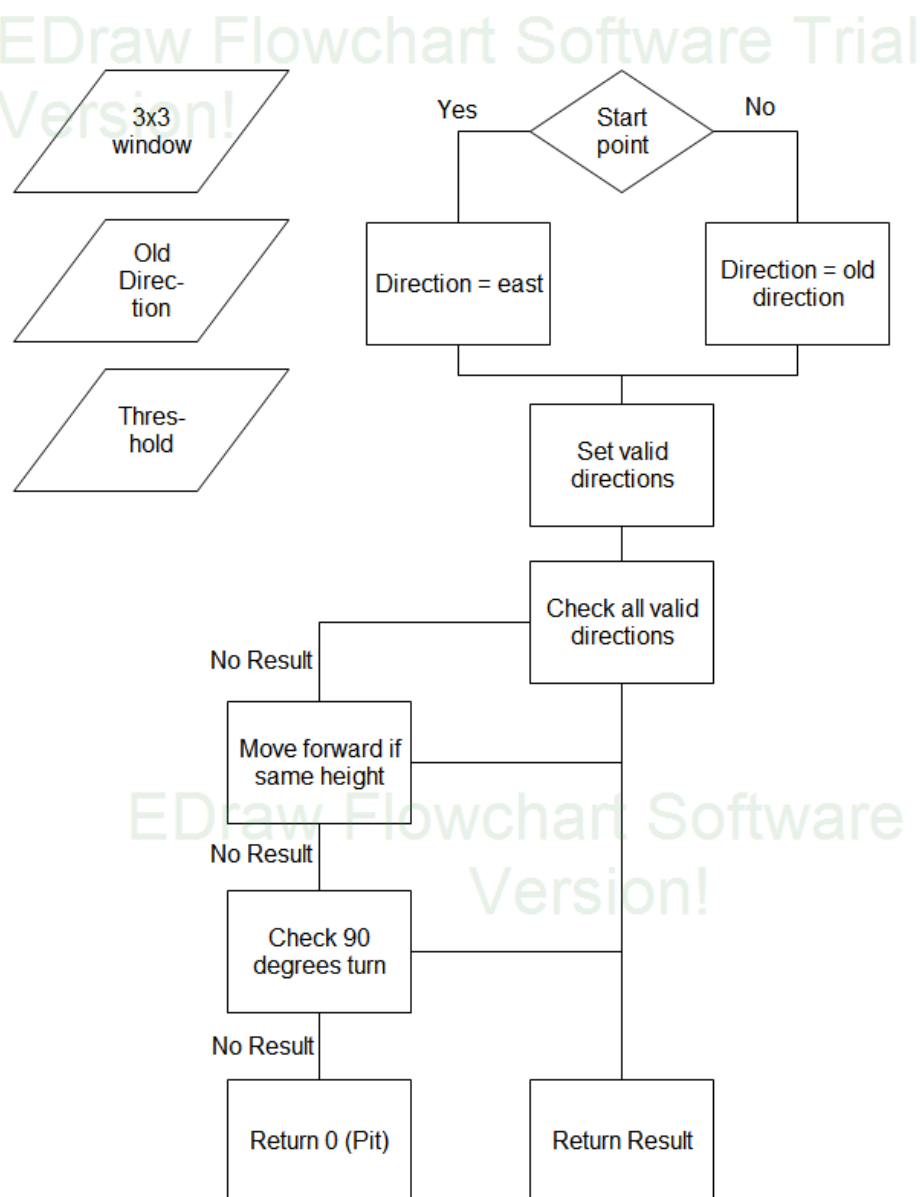 EDraw Flowchart Software Trial
Version!
3x3
window
Old
Direc-
tion
Thres-
hold
Yes
Start
point
No
Direction = east
Direction = old
direction
Set valid
directions
Check all valid
directions
No Result
Move forward if
same height
EDraw Flowchart Software
Version!
No Result
Check 90
degrees turn
No Result
Return 0 (Pit)
Return Result